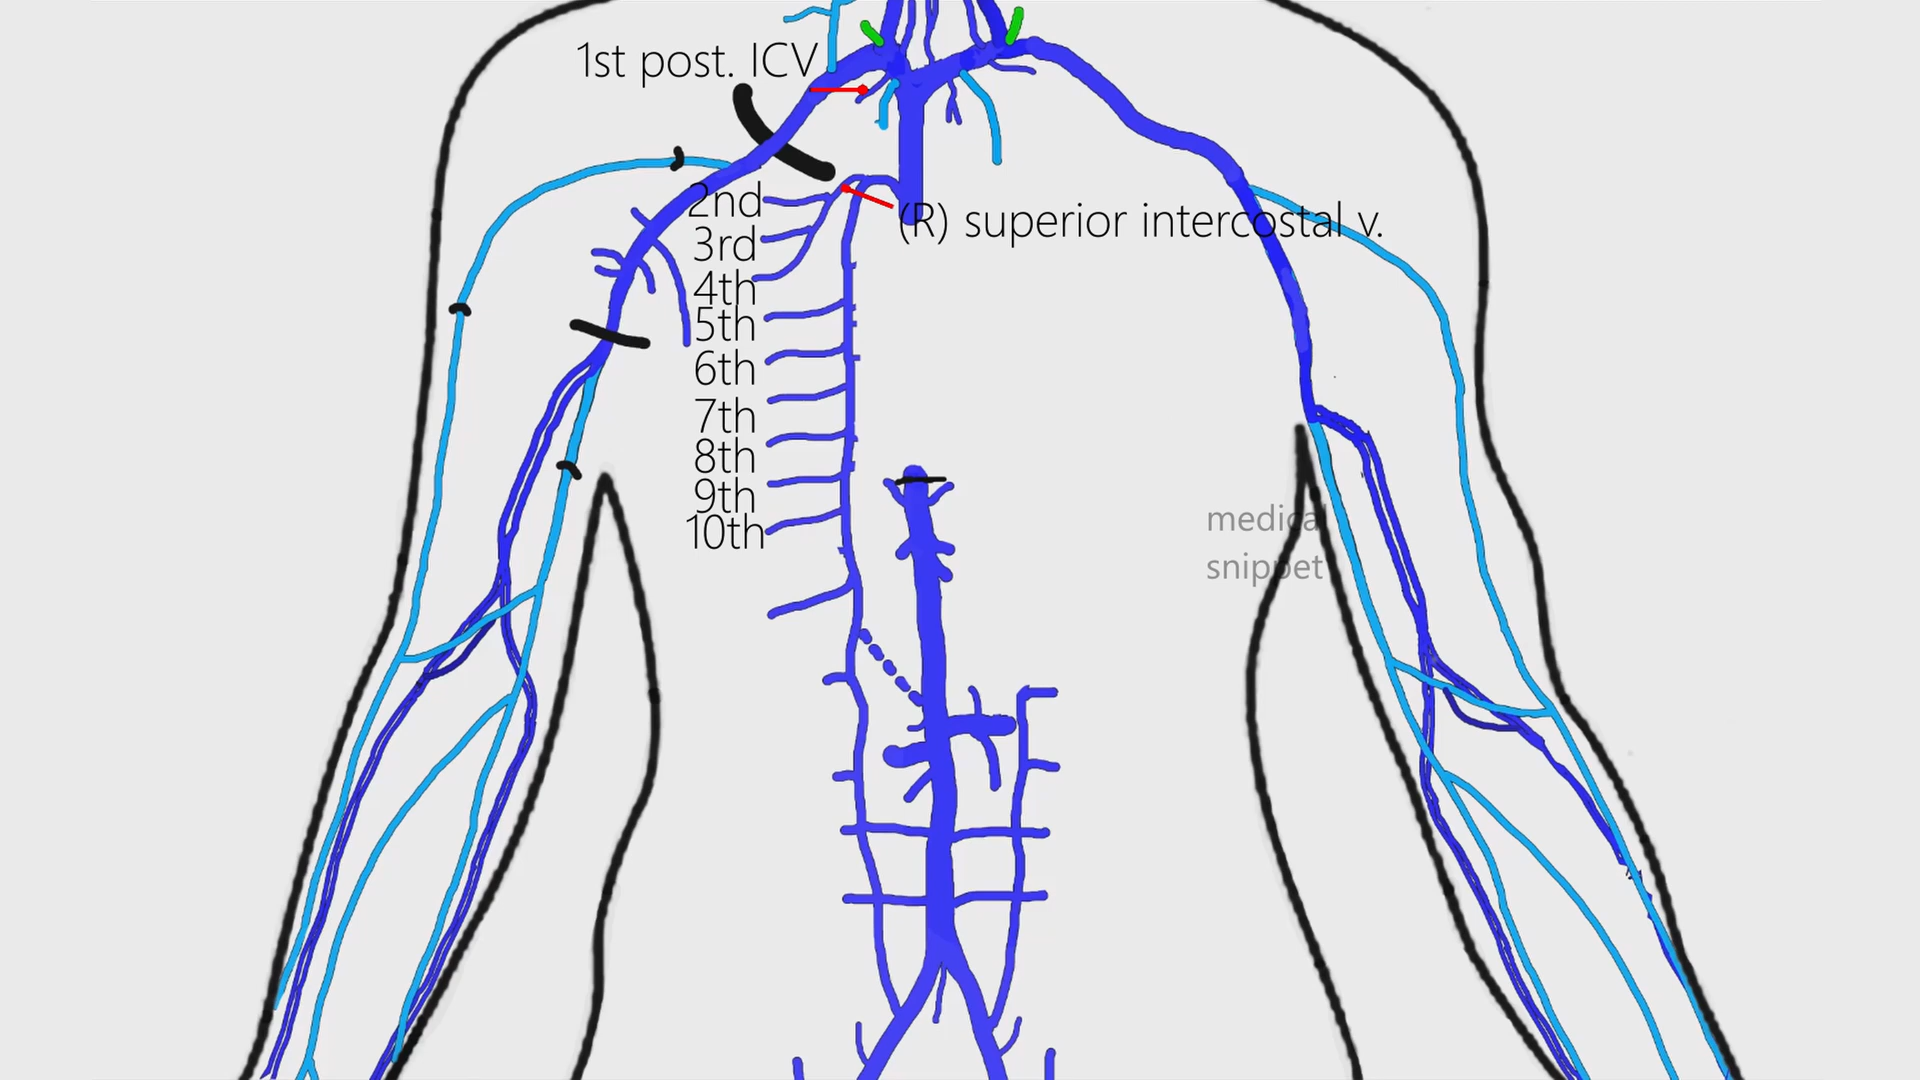 1st post. ICV
2nd
(R) superior intercostal v.
3rd
4th
5th
6th
7th
8th
9th
10th
medical
snippet